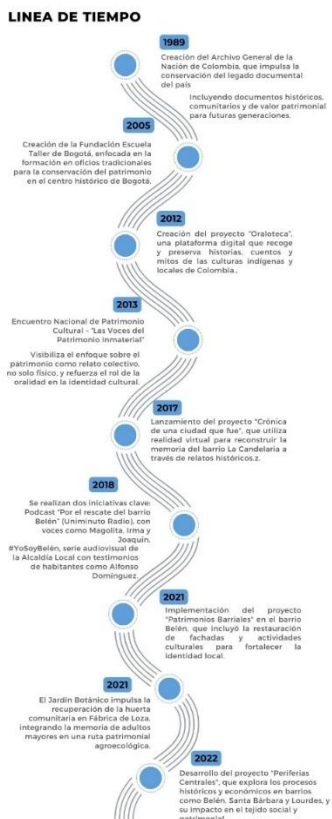 LINEA DE TIEMPO
1989
Creación del Archivo General de la
Nación de Colombia, que impulsa la
conservación del legado documental
del país
Incluyendo documentos históricos,
comunitarios y de valor patrimonial
para futuras generaciones.
2005
Creación de la Fundación Escuela
Taller de Bogotá, enfocada en la
formación en oficios tradicionales
para la conservación del patrimonio
en el centro histórico de Bogotá.
2012
Creación del proyecto "Oraloteca",
una plataforma digital que recoge
y preserva historias, cuentos y
mitos de las culturas indígenas y
locales de Colombia..
2013
Encuentro Nacional de Patrimonio
Cultural – "Las Voces del
Patrimonio Inmaterial"
Visibiliza el enfoque sobre el
patrimonio como relato colectivo,
no solo físico, y refuerza el rol de la
oralidad en la identidad cultural.
2017
Lanzamiento del proyecto "Crónica
de una ciudad que fue", que utiliza
realidad virtual para reconstruir la
memoria del barrio La Candelaria a
través de relatos históricos.z.
2018
Se realizan dos iniciativas clave:
Podcast "Por el rescate del barrio
Belén" (Uniminuto Radio), con
voces como Magolita, Irma y
Joaquín.
#YoSoyBelén, serie audiovisual de
la Alcaldía Local con testimonios
de habitantes como Alfonso
Domínguez.
2021
Implementación del proyecto
"Patrimonios Barriales" en el barrio
Belén, que incluyó la restauración
de fachadas y actividades
culturales para fortalecer la
identidad local.
2021
El Jardín Botánico impulsa la
recuperación de la huerta
comunitaria en Fábrica de Loza,
integrando la memoria de adultos
mayores en una ruta patrimonial
agroecológica.
2022
Desarrollo del proyecto "Periferias
Centrales", que explora los procesos
históricos y económicos en barrios
como Belén, Santa Bárbara y Lourdes, y
su impacto en el tejido social y
patrimonial.